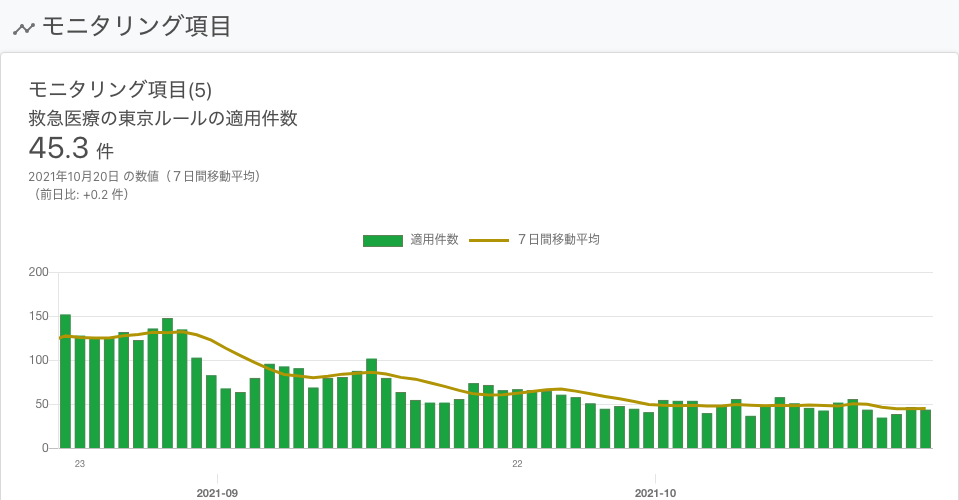 モニタリング項目
モニタリング項目(5)
救急医療の東京ルールの適用件数
45.3 件
2021年10月20日 の数値（７日間移動平均）
（前日比: +0.2 件）
適用件数 ７日間移動平均
200
150
100
50
0
23 22
2021-09 2021-10